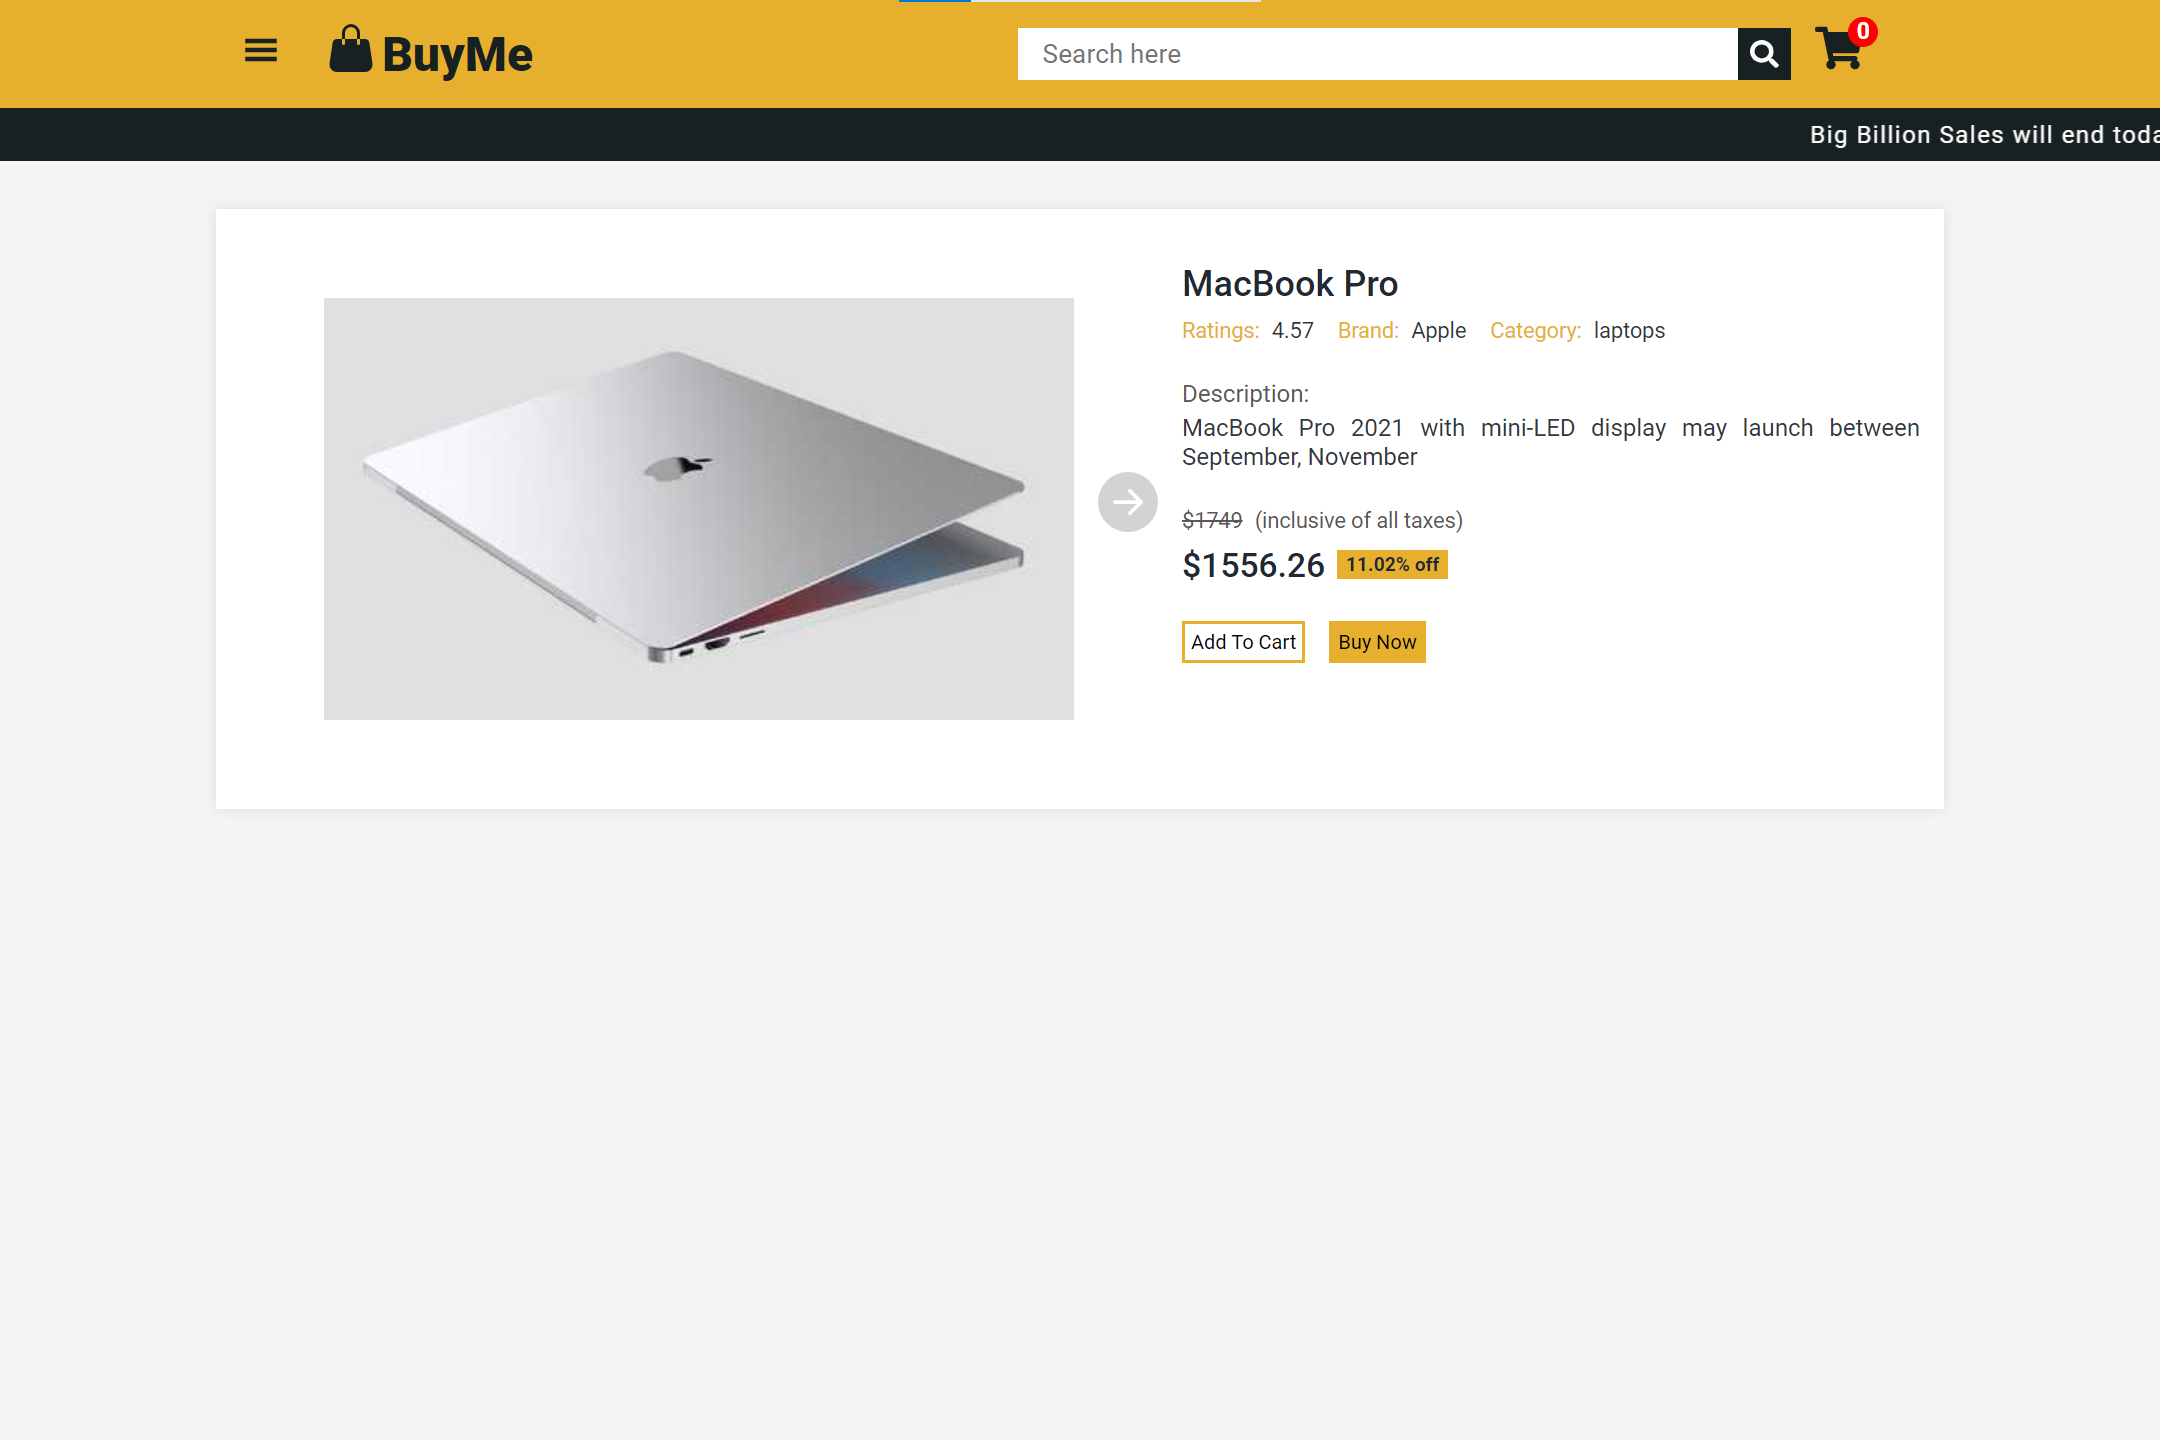 BuyMe
Search here
0
Big Billion Sales will end toda
MacBook Pro
Ratings: 4.57 Brand: Apple Category: laptops
Description:
MacBook Pro 2021 with mini-LED display may launch between
September, November
$1749 (inclusive of all taxes)
$1556.26 11.02% off
Add To Cart Buy Now